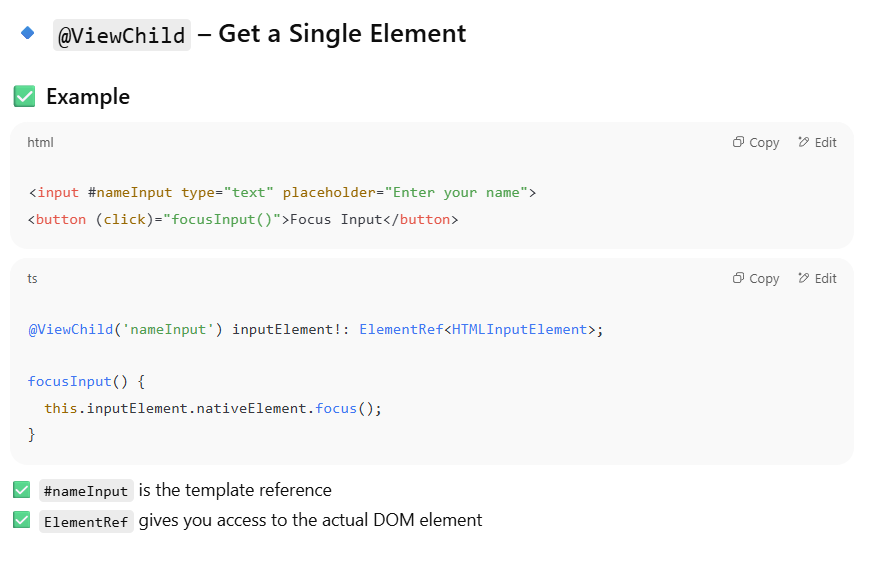 @ViewChild – Get a Single Element
Example
html
Copy Edit
<input #nameInput type="text" placeholder="Enter your name">
<button (click)="focusInput()">Focus Input</button>
ts
Copy Edit
@ViewChild('nameInput') inputElement!: ElementRef<HTMLInputElement>;
focusInput() {
  this.inputElement.nativeElement.focus();
}
#nameInput is the template reference
ElementRef gives you access to the actual DOM element